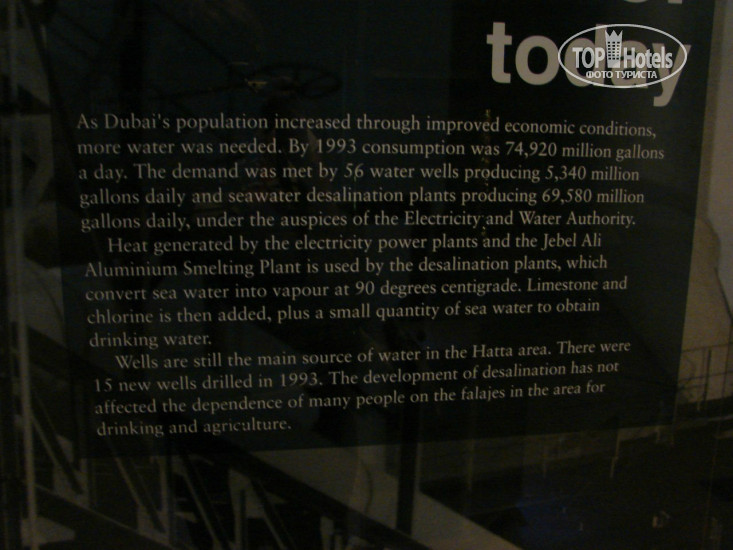 today
TOP Hotels
ФОТО ТУРИСТА
As Dubai's population increased through improved economic conditions,
more water was needed. By 1993 consumption was 74,920 million gallons
a day. The demand was met by 56 water wells producing 5,340 million
gallons daily and seawater desalination plants producing 69,580 million
gallons daily, under the auspices of the Electricity and Water Authority.
Heat generated by the electricity power plants and the Jebel Ali
Aluminium Smelting Plant is used by the desalination plants, which
convert sea water into vapour at 90 degrees centigrade. Limestone and
chlorine is then added, plus a small quantity of sea water to obtain
drinking water.
Wells are still the main source of water in the Hatta area. There were
15 new wells drilled in 1993. The development of desalination has not
affected the dependence of many people on the falajes in the area for
drinking and agriculture.